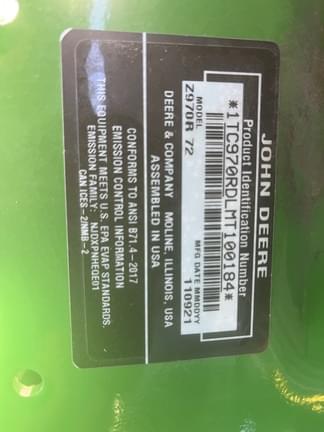 JOHN DEERE
Product Identification Number
*1TC970RDLMT100184*
MODEL
Z970R 72
MFG DATE MMDDYY
110921
DEERE & COMPANY MOLINE, ILLINOIS, USA
ASSEMBLED IN USA
CONFORMS TO ANSI B71.4-2017
EMISSION CONTROL INFORMATION
THIS EQUIPMENT MEETS U.S. EPA EVAP STANDARDS.
EMISSION FAMILY: NJDXPNHEQE01
CAN ICES-2/NMB-2